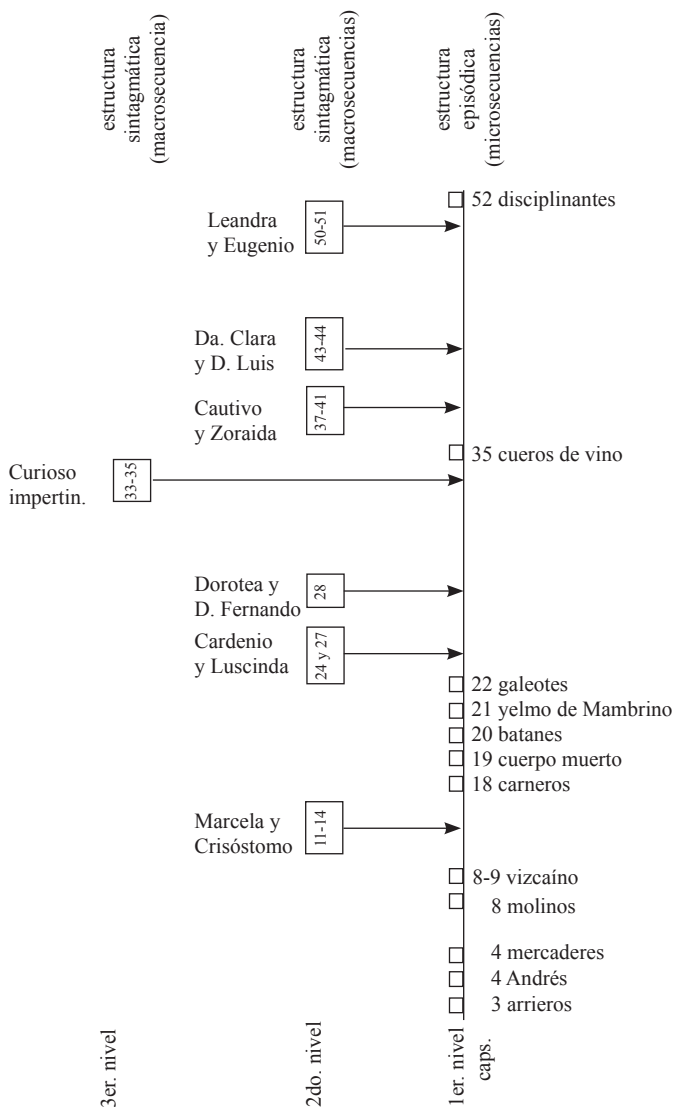 estructura
sintagmática
(macrosecuencia)
estructura
sintagmática
(macrosecuencias)
estructura
episódica
(microsecuencias)
52 disciplinantes
Leandra
y Eugenio
50-51
Da. Clara
y D. Luis
43-44
Cautivo
y Zoraida
37-41
35 cueros de vino
Curioso
impertin.
33-35
Dorotea y
D. Fernando
28
Cardenio
y Luscinda
24 y 27
22 galeotes
21 yelmo de Mambrino
20 batanes
19 cuerpo muerto
18 carneros
Marcela y
Crisóstomo
11-14
8-9 vizcaíno
8 molinos
4 mercaderes
4 Andrés
3 arrieros
3er. nivel
2do. nivel
1er. nivel
caps.